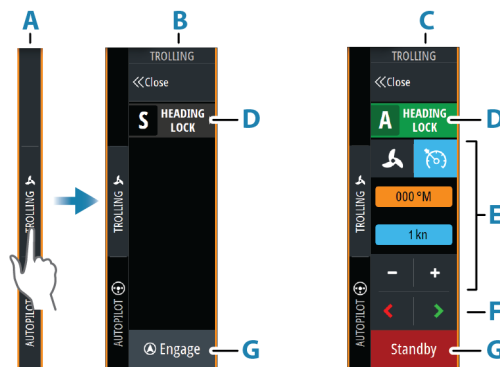 A
B
C
TROLLING
AUTOPILOT
TROLLING
Close
S HEADING
LOCK
D
TROLLING
AUTOPILOT
Engage
G
TROLLING
Close
A HEADING
LOCK
D
TROLLING
AUTOPILOT
000 °M
1 kn
E
− +
< >
F
Standby
G